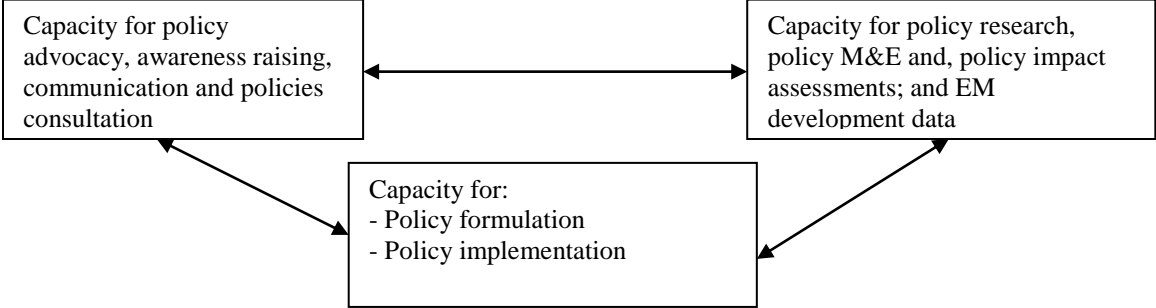 Capacity for policy
advocacy, awareness raising,
communication and policies
consultation
Capacity for policy research,
policy M&E and, policy impact
assessments; and EM
development data
Capacity for:
- Policy formulation
- Policy implementation